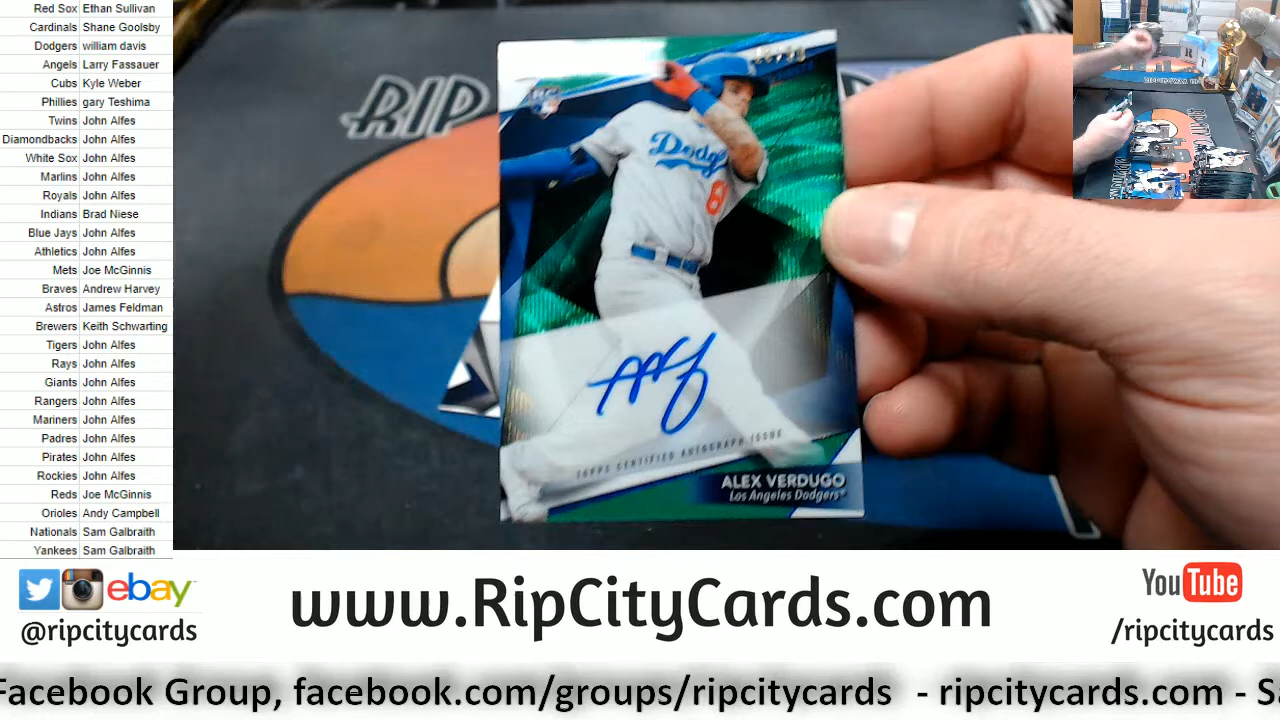 Red Sox Ethan Sullivan
Cardinals Shane Goolsby
Dodgers william davis
Angels Larry Fassauer
Cubs Kyle Weber
Phillies gary Teshima
Twins John Alfes
Diamondbacks John Alfes
White Sox John Alfes
Marlins John Alfes
Royals John Alfes
Indians Brad Niese
Blue Jays John Alfes
Athletics John Alfes
Mets Joe McGinnis
Braves Andrew Harvey
Astros James Feldman
Brewers Keith Schwarting
Tigers John Alfes
Rays John Alfes
Giants John Alfes
Rangers John Alfes
Mariners John Alfes
Padres John Alfes
Pirates John Alfes
Rockies John Alfes
Reds Joe McGinnis
Orioles Andy Campbell
Nationals Sam Galbraith
Yankees Sam Galbraith
RIP
Dodgers
8
TOPPS CERTIFIED AUTOGRAPH ISSUE
ALEX VERDUGO
Los Angeles Dodgers®
ebay
@ripcitycards
www.RipCityCards.com
YouTube
/ripcitycards
Facebook Group, facebook.com/groups/ripcitycards - ripcitycards.com - Sa